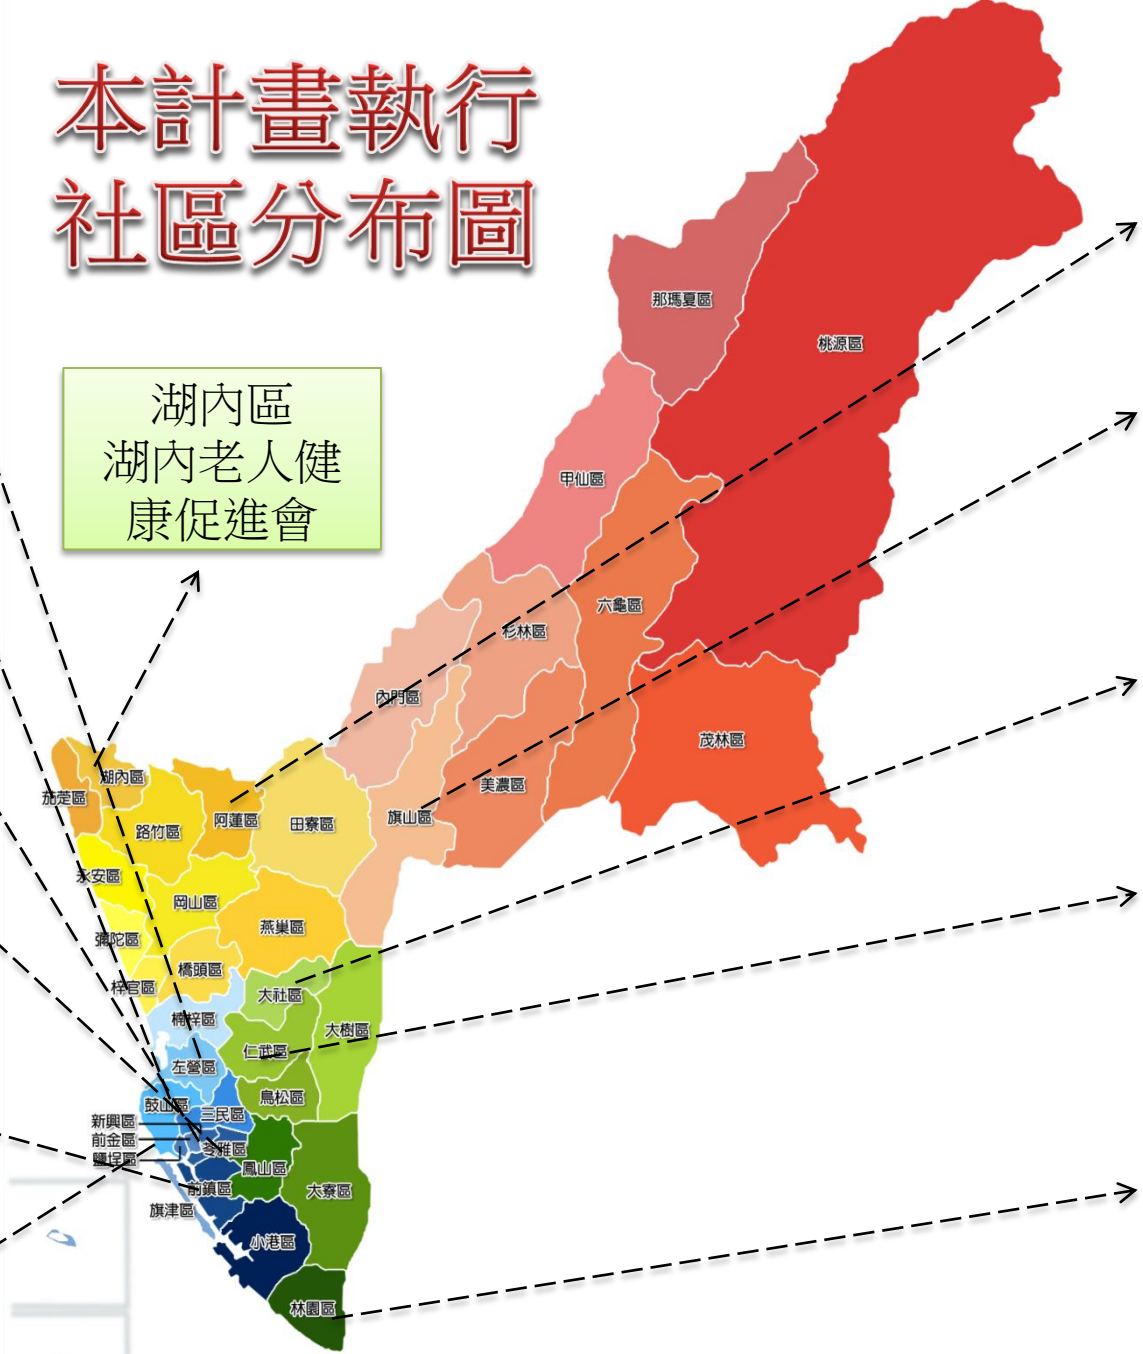 本計畫執行
社區分布圖
湖內區
湖內老人健
康促進會
那瑪夏區
桃源區
甲仙區
六龜區
杉林區
內門區
茂林區
美濃區
湖內區
茄萣區
路竹區
阿蓮區
田寮區
旗山區
永安區
岡山區
燕巢區
彌陀區
橋頭區
梓官區
大社區
楠梓區
大樹區
仁武區
左營區
鳥松區
鼓山區
三民區
新興區
前金區
鹽埕區
苓雅區
鳳山區
前鎮區
大寮區
旗津區
小港區
林園區